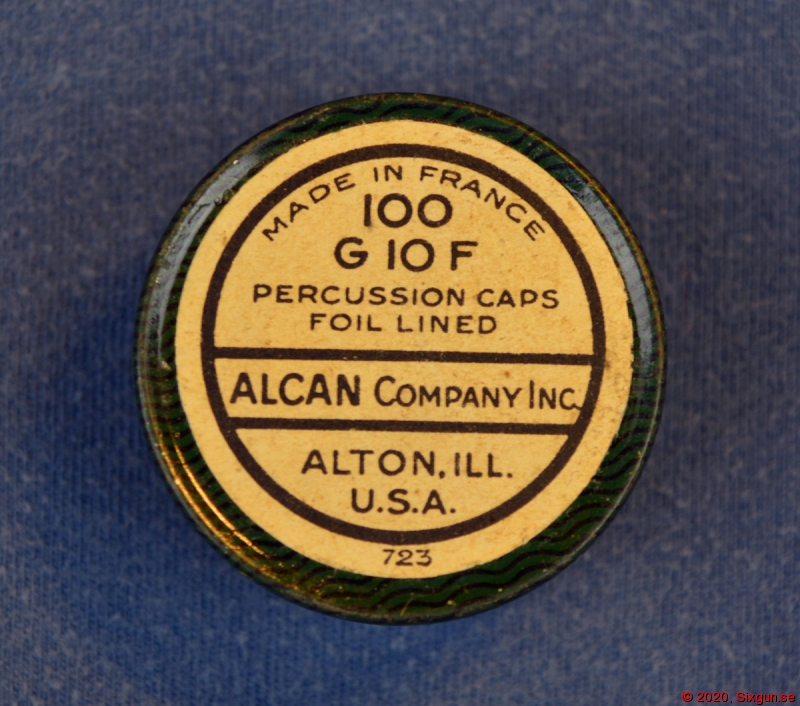 MADE IN FRANCE
100
G 10 F
PERCUSSION CAPS
FOIL LINED
ALCAN COMPANY INC.
ALTON, ILL.
U.S.A.
723
© 2020, Sixgun.se